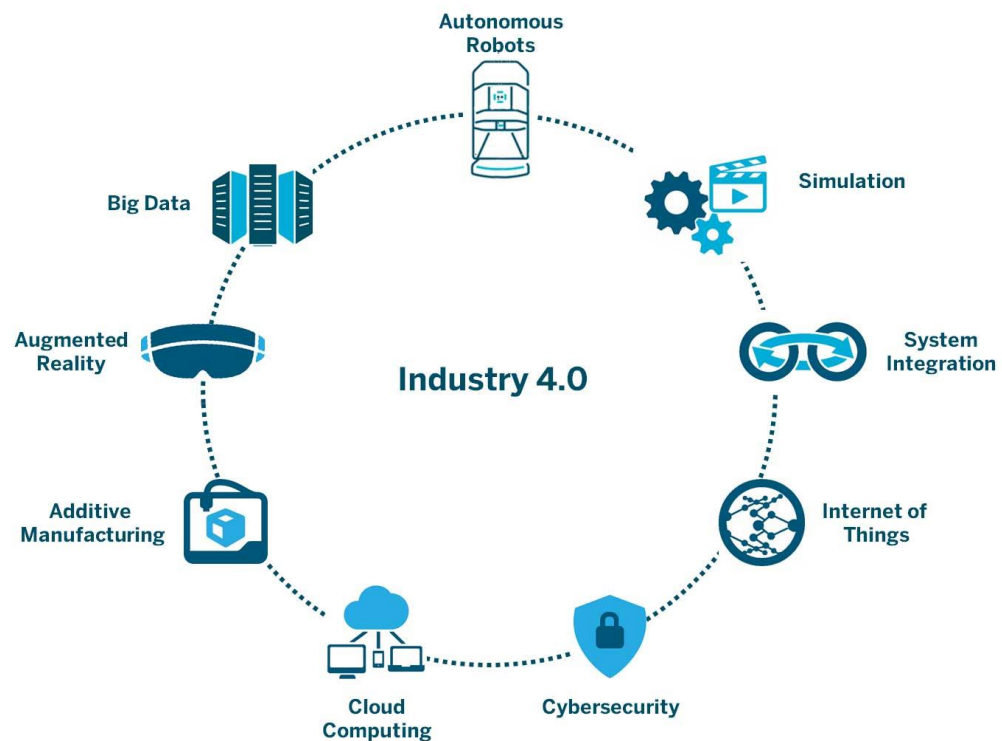 Autonomous
Robots
Simulation
System
Integration
Internet of
Things
Cybersecurity
Cloud
Computing
Additive
Manufacturing
Augmented
Reality
Big Data
Industry 4.0